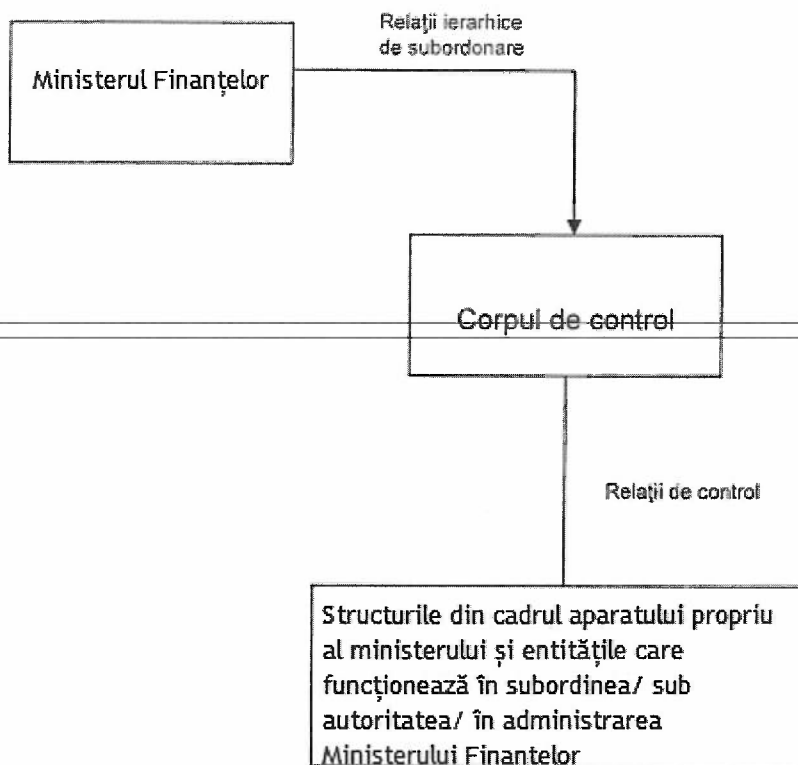 Relații ierarhice
de subordonare
Ministerul Finanțelor
Corpul de control
Relații de control
Structurile din cadrul aparatului propriu
al ministerului și entitățile care
funcționează în subordinea/ sub
autoritatea/ în administrarea
Ministerului Finanțelor